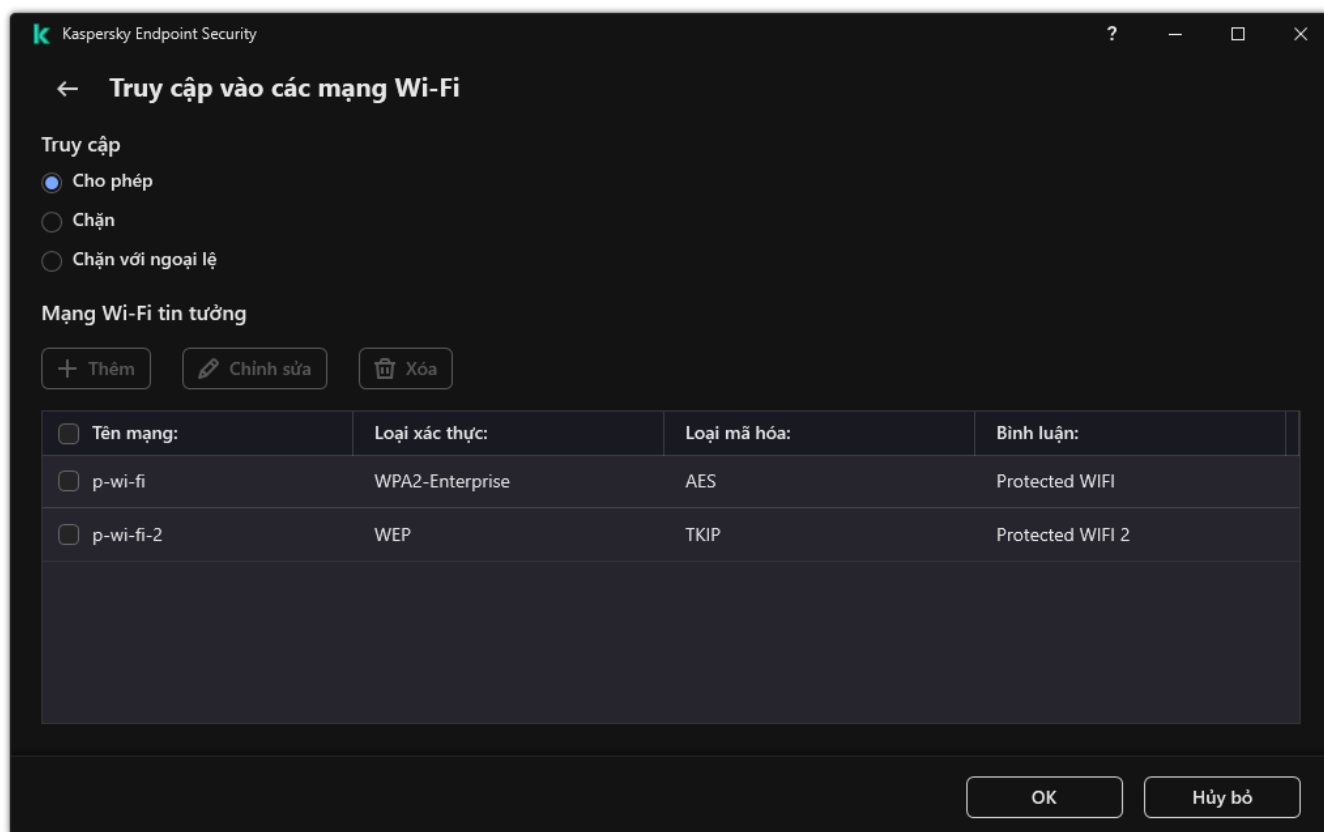 Kaspersky Endpoint Security ?
Truy cập vào các mạng Wi-Fi
Truy cập
Cho phép
Chặn
Chặn với ngoại lệ
Mạng Wi-Fi tin tưởng
Thêm Chỉnh sửa Xóa
Tên mạng: Loại xác thực: Loại mã hóa: Bình luận:
p-wi-fi WPA2-Enterprise AES Protected WIFI
p-wi-fi-2 WEP TKIP Protected WIFI 2
OK Hủy bỏ